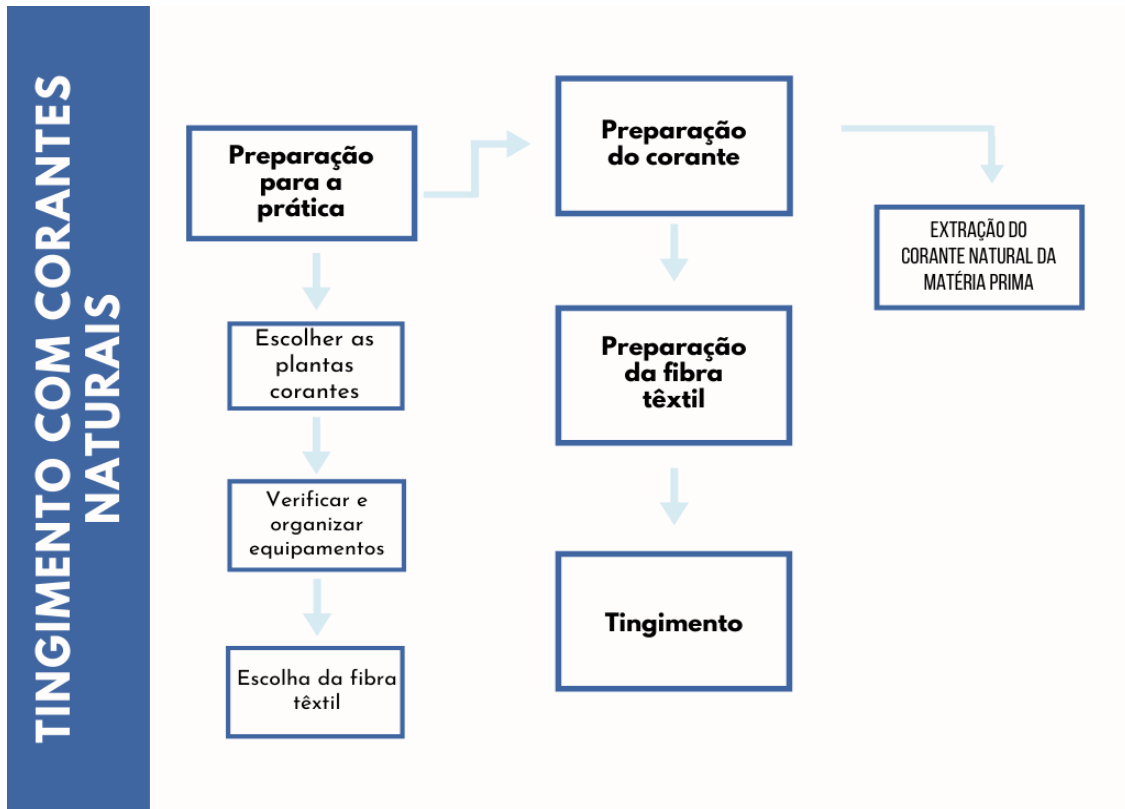 TINGIMENTO COM CORANTES
NATURAIS
Preparação
para a
prática
Escolher as
plantas
corantes
Verificar e
organizar
equipamentos
Escolha da fibra
têxtil
Preparação
do corante
Preparação
da fibra
têxtil
Tingimento
EXTRAÇÃO DO
CORANTE NATURAL DA
MATÉRIA PRIMA